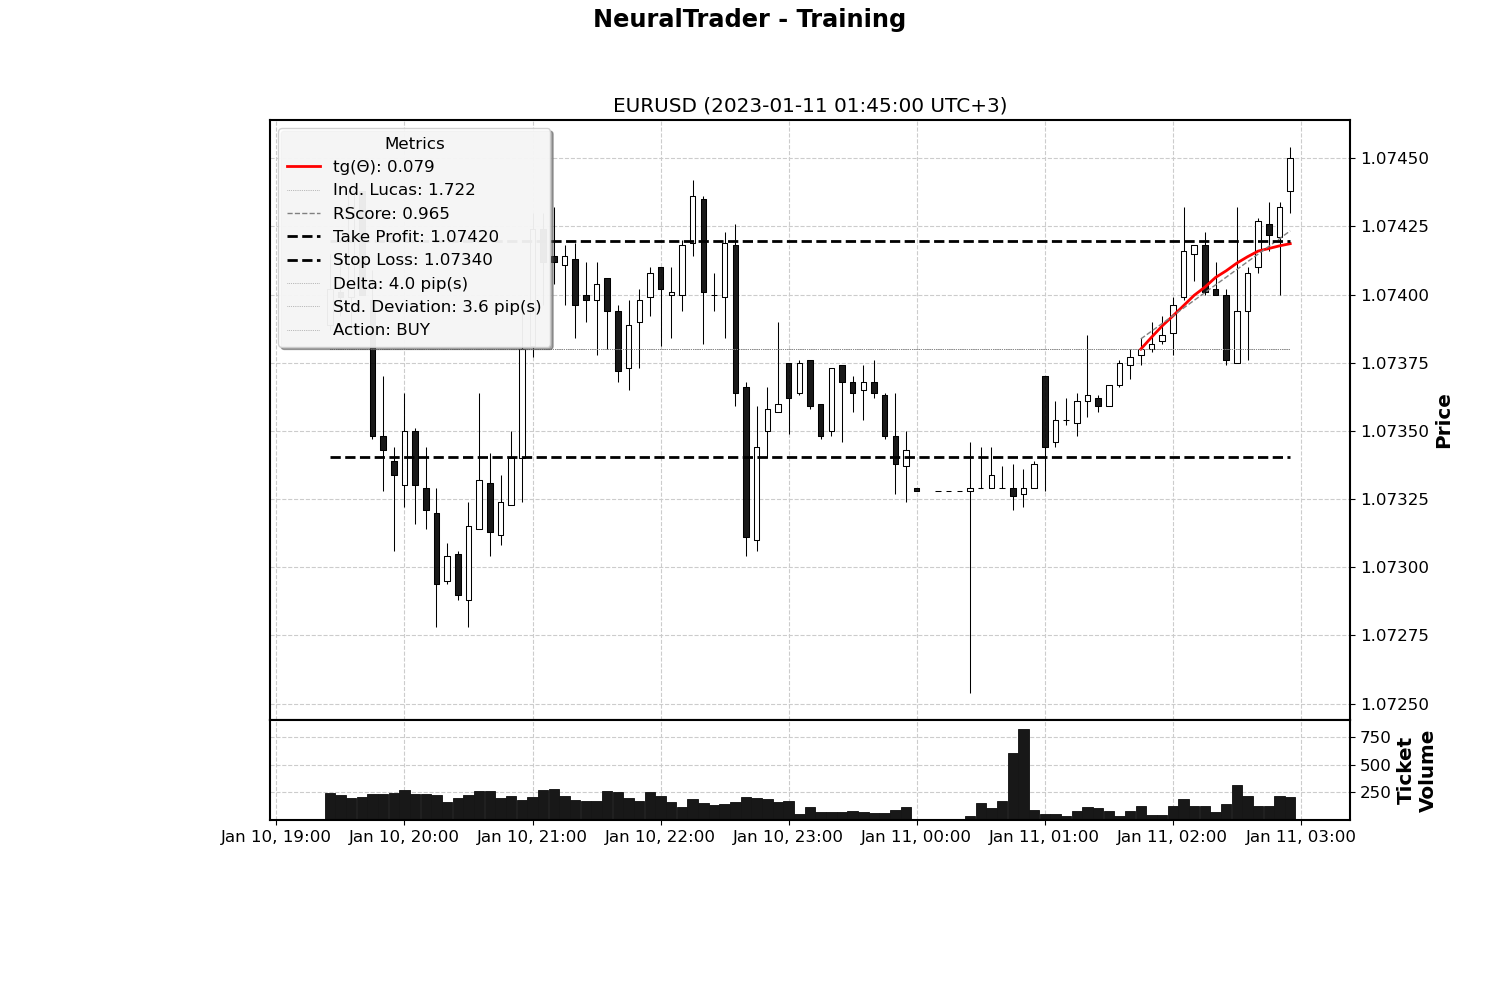 NeuralTrader - Training
EURUSD (2023-01-11 01:45:00 UTC+3)
Metrics
tg(Θ): 0.079
Ind. Lucas: 1.722
RScore: 0.965
Take Profit: 1.07420
Stop Loss: 1.07340
Delta: 4.0 pip(s)
Std. Deviation: 3.6 pip(s)
Action: BUY
1.07450
1.07425
1.07400
1.07375
1.07350
1.07325
1.07300
1.07275
1.07250
Price
750
500
250
Ticket
Volume
Jan 10, 19:00 Jan 10, 20:00 Jan 10, 21:00 Jan 10, 22:00 Jan 10, 23:00 Jan 11, 00:00 Jan 11, 01:00 Jan 11, 02:00 Jan 11, 03:00